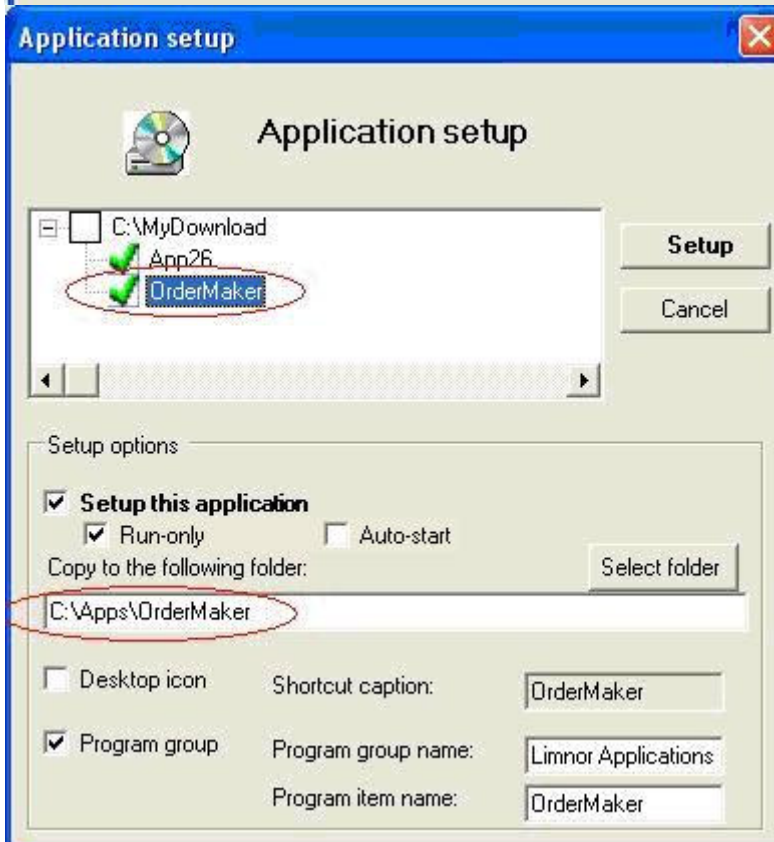 Application setup
Application setup
C:\MyDownload
App26
OrderMaker
Setup
Cancel
Setup options
Setup this application
Run-only Auto-start
Copy to the following folder: Select folder
C:\Apps\OrderMaker
Desktop icon Shortcut caption: OrderMaker
Program group Program group name: Limnor Applications
Program item name: OrderMaker